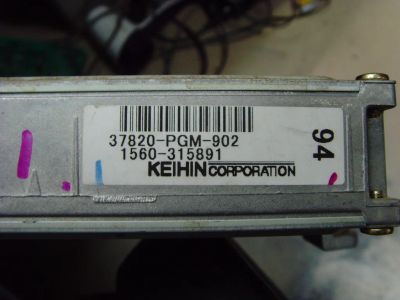 37820-PGM-902
1560-315891
KEIHIN CORPORATION
94